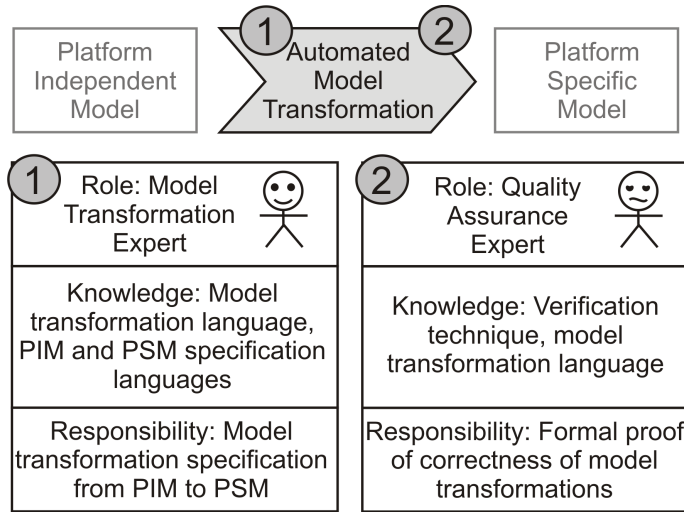 Platform
Independent
Model
1
Automated
Model
Transformation
2
Platform
Specific
Model
1
Role: Model
Transformation
Expert
Knowledge: Model
transformation language,
PIM and PSM specification
languages
Responsibility: Model
transformation specification
from PIM to PSM
2
Role: Quality
Assurance
Expert
Knowledge: Verification
technique, model
transformation language
Responsibility: Formal proof
of correctness of model
transformations